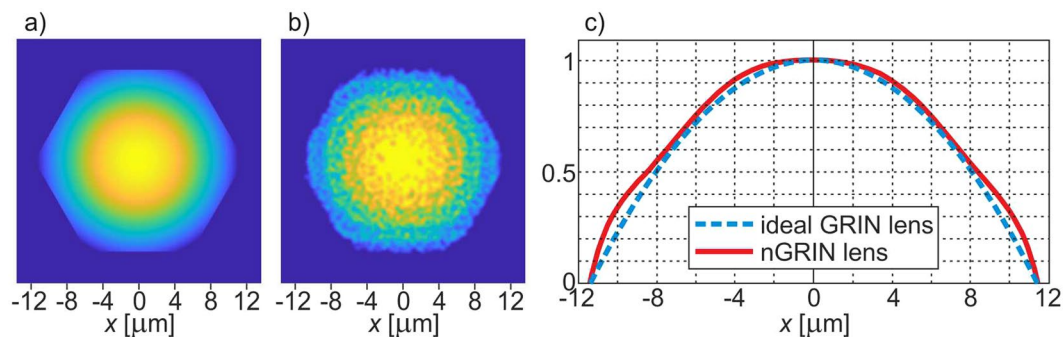 a)
b)
c)
-12 -8 -4 0 4 8 12
x [μm]
-12 -8 -4 0 4 8 12
x [μm]
1
0.5
0
ideal GRIN lens
nGRIN lens
-12 -8 -4 0 4 8 12
x [μm]